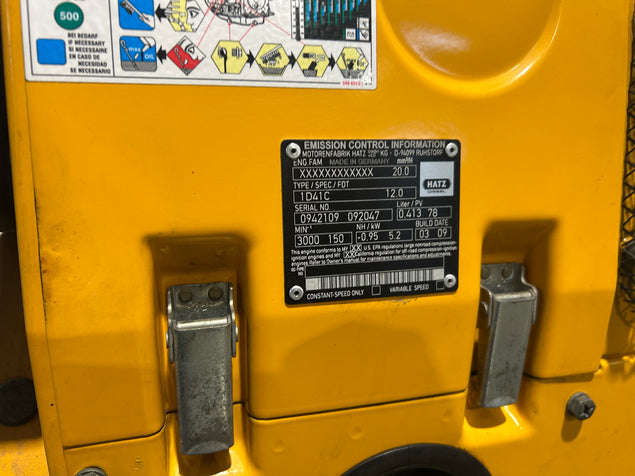 500
BEI BEDARF
IF NECESSARY
SI NECESSAIRE
EN CASO DE
NECESIDAD
SE NECESSARIO
max OIL
EMISSION CONTROL INFORMATION
MOTORENFABRIK HATZ KG - D-94099 RUHSTORF
ENG FAM MADE IN GERMANY mm³/H
XXXXXXXXXXXX 20.0
TYPE / SPEC / FDT
1D41C 12.0
HATZ
DIESEL
SERIAL NO. Liter / PV
0942109 092047 0.413 78
MIN⁻¹ NH / kW BUILD DATE
3000 150 -0.95 5.2 03 09
This engine conforms to MY XX U.S. EPA regulations large nonroad compression-
ignition engines and MY XX California regulation for off-road compression-ignition
engines Refer to Owner's manual for maintenance specifications and adjustments.
CONSTANT-SPEED ONLY VARIABLE SPEED